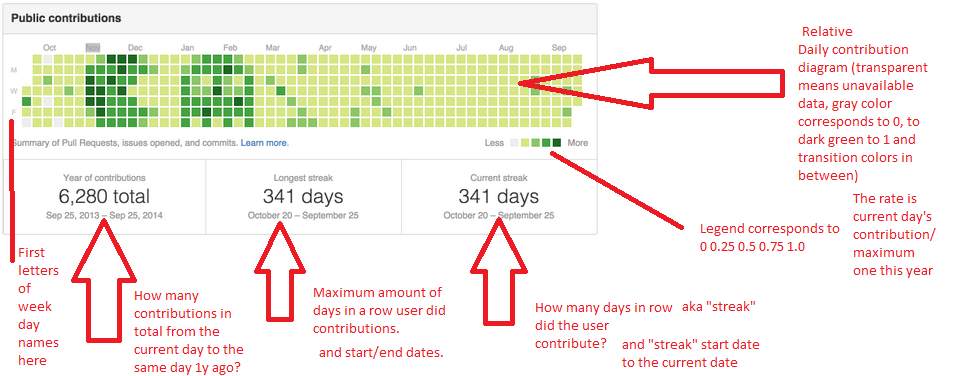 Public contributions
Oct Nov Dec Jan Feb Mar Apr May Jun Jul Aug Sep
M
W
F
Summary of Pull Requests, issues opened, and commits. Learn more.
Less More
Year of contributions
6,280 total
Sep 25, 2013 – Sep 25, 2014
Longest streak
341 days
October 20 – September 25
Current streak
341 days
October 20 – September 25
Relative
Daily contribution
diagram (transparent
means unavailable
data, gray color
corresponds to 0, to
dark green to 1 and
transition colors in
between)
The rate is
current day's
contribution/
maximum
one this year
Legend corresponds to
0 0.25 0.5 0.75 1.0
First
letters
of
week
day
names
here
How many
contributions in
total from the
current day to the
same day 1y ago?
Maximum amount of
days in a row user did
contributions.
and start/end dates.
How many days in row
did the user
contribute?
aka "streak"
and "streak" start date
to the current date